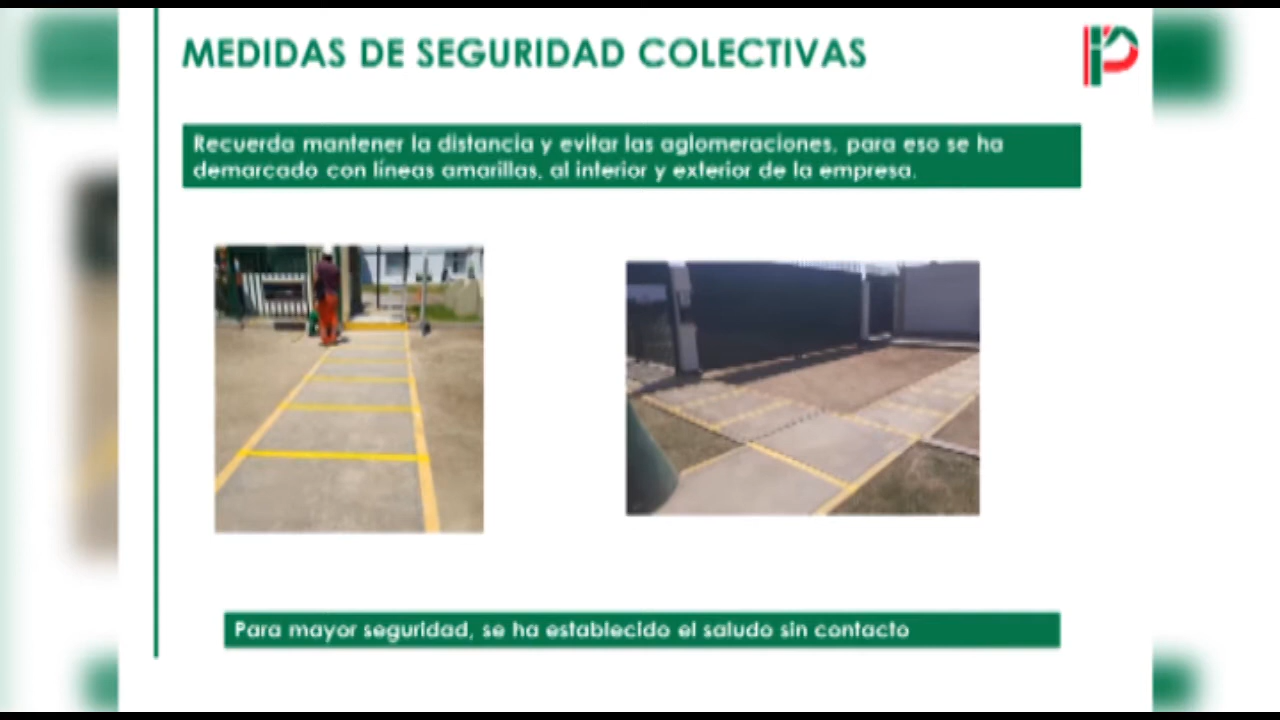 MEDIDAS DE SEGURIDAD COLECTIVAS
Recuerda mantener la distancia y evitar las aglomeraciones, para eso se ha
demarcado con líneas amarillas, al interior y exterior de la empresa.
Para mayor seguridad, se ha establecido el saludo sin contacto